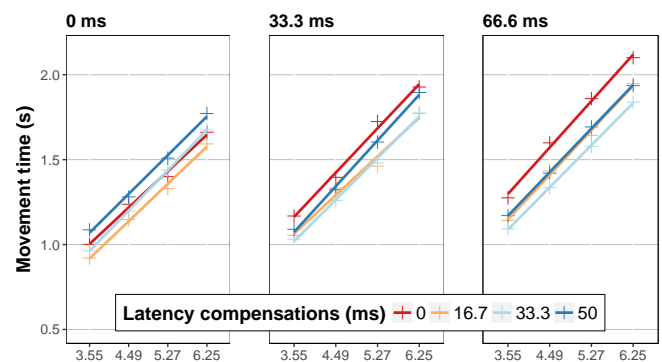 0 ms 33.3 ms 66.6 ms
Movement time (s)
2.0
1.5
1.0
0.5
Latency compensations (ms) 0 16.7 33.3 50
3.55 4.49 5.27 6.25 3.55 4.49 5.27 6.25 3.55 4.49 5.27 6.25